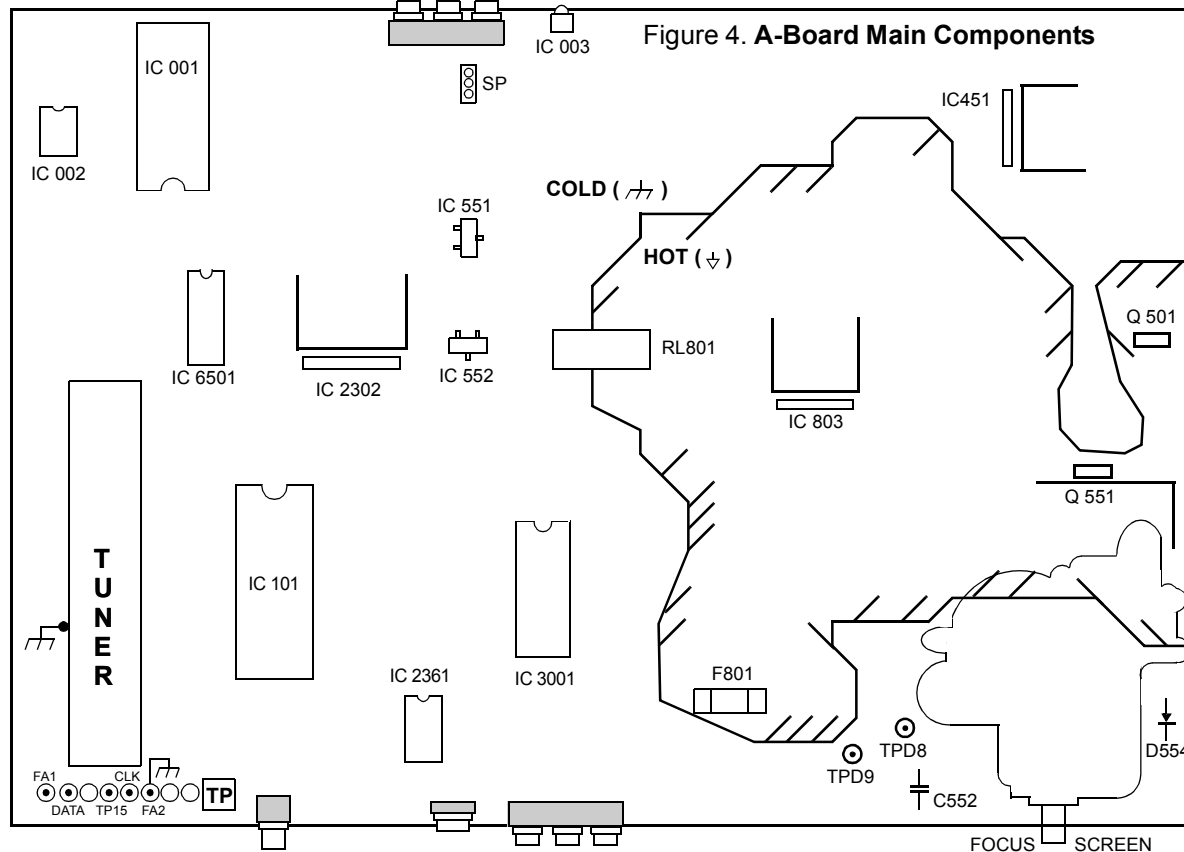 Figure 4. A-Board Main Components
IC 003
IC 001
SP
IC451
IC 002
COLD ( )
IC 551
HOT ( )
Q 501
RL801
IC 6501
IC 552
IC 2302
IC 803
Q 551
TUNER
IC 101
IC 2361
IC 3001
F801
TPD8
TPD9
D554
C552
FA1
CLK
TP
DATA
TP15
FA2
FOCUS
SCREEN